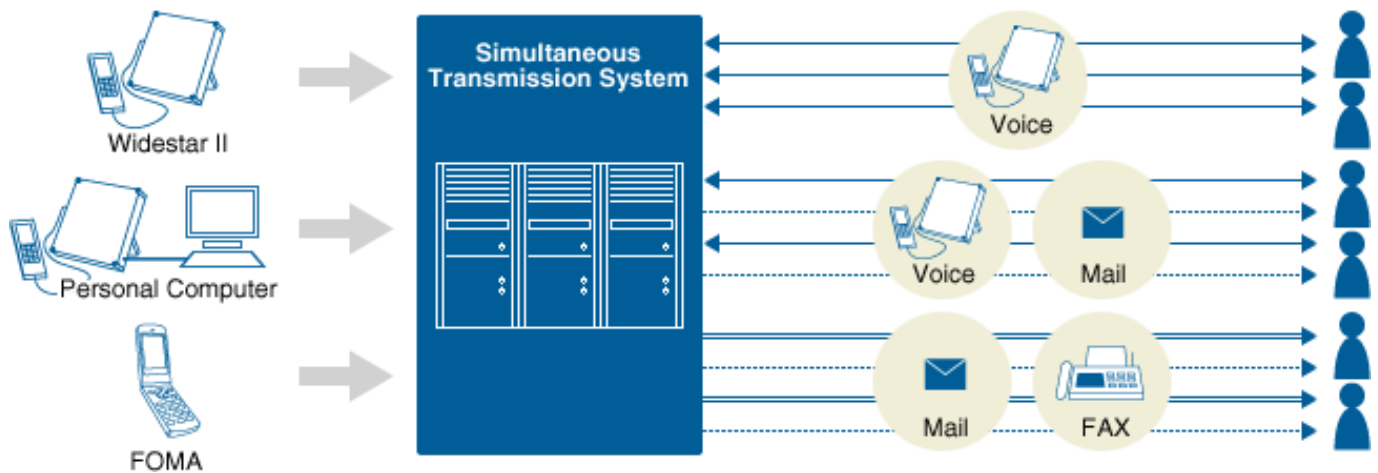 Simultaneous
Transmission System
Widestar II
Personal Computer
FOMA
Voice
Voice
Mail
Mail
FAX